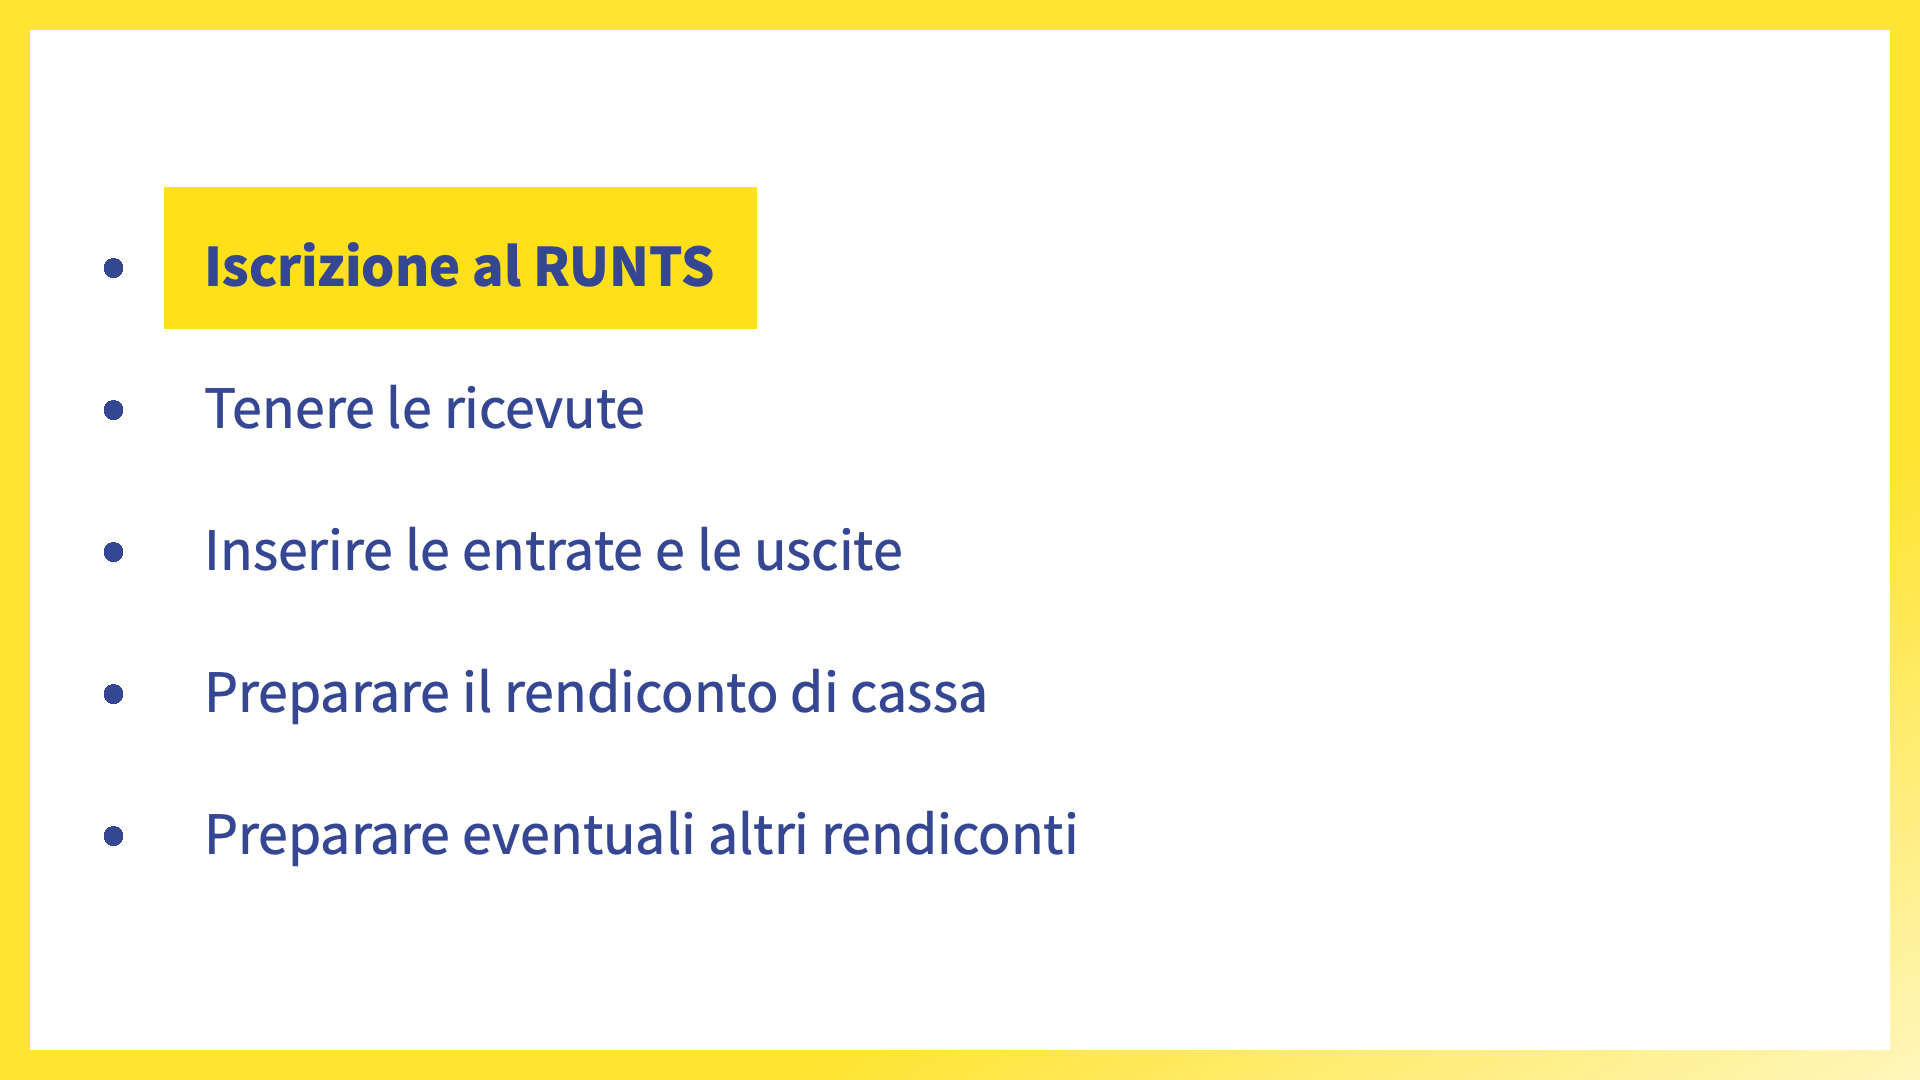 Iscrizione al RUNTS
Tenere le ricevute
Inserire le entrate e le uscite
Preparare il rendiconto di cassa
Preparare eventuali altri rendiconti